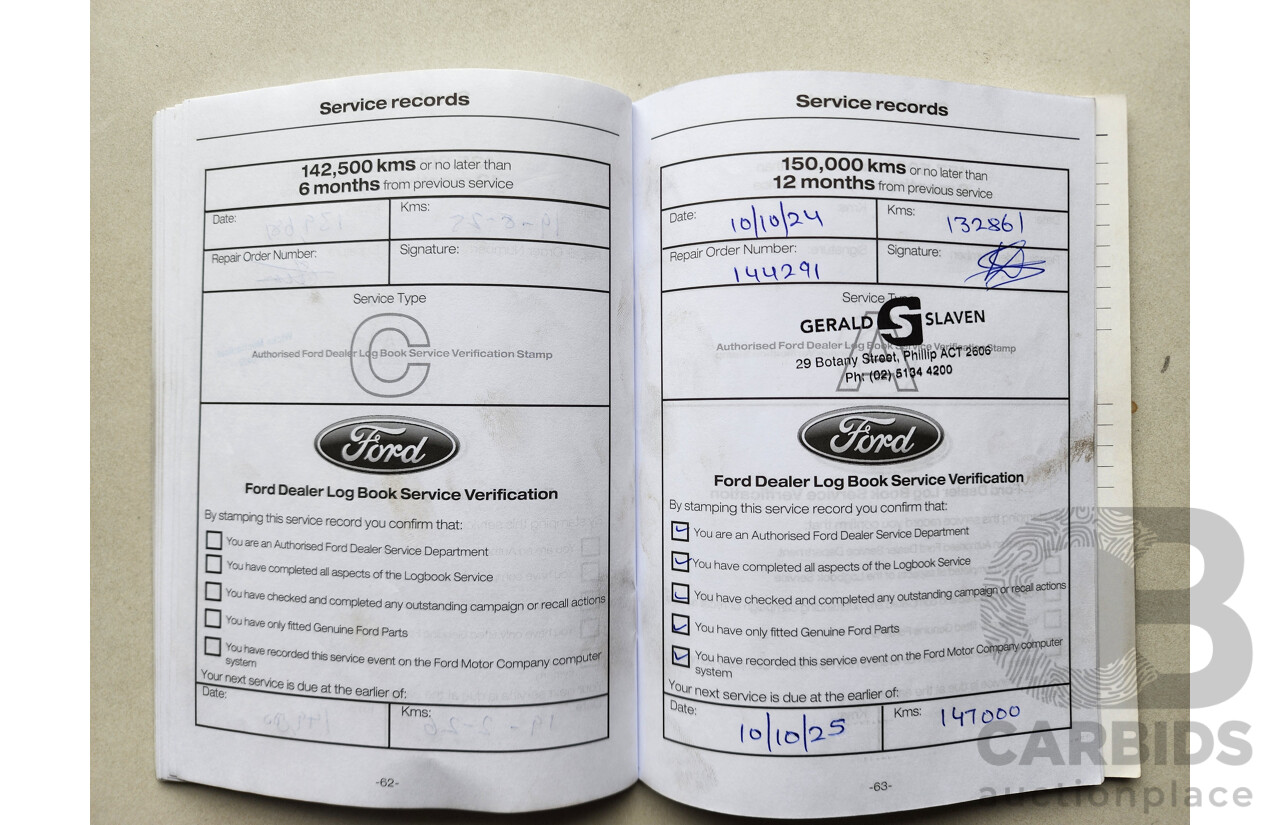 Service records
142,500 kms or no later than
6 months from previous service
Date:
Kms:
Repair Order Number:
Signature:
Service Type
C
Authorised Ford Dealer Log Book Service Verification Stamp
Ford
Ford Dealer Log Book Service Verification
By stamping this service record you confirm that:
You are an Authorised Ford Dealer Service Department
You have completed all aspects of the Logbook Service
You have checked and completed any outstanding campaign or recall actions
You have only fitted Genuine Ford Parts
You have recorded this service event on the Ford Motor Company computer
system
Your next service is due at the earlier of:
Date:
Kms:
-62-
Service records
150,000 kms or no later than
12 months from previous service
Date: 10/10/24
Kms: 132861
Repair Order Number:
144291
Signature:
Service Type
GERALD S SLAVEN
A
Authorised Ford Dealer Log Book Service Verification Stamp
29 Botany Street, Phillip ACT 2606
Ph: (02) 5134 4200
Ford
Ford Dealer Log Book Service Verification
By stamping this service record you confirm that:
You are an Authorised Ford Dealer Service Department
You have completed all aspects of the Logbook Service
You have checked and completed any outstanding campaign or recall actions
You have only fitted Genuine Ford Parts
You have recorded this service event on the Ford Motor Company computer
system
Your next service is due at the earlier of:
Date: 10/10/25
Kms: 147000
-63-
CB
CARBIDS
auctionplace